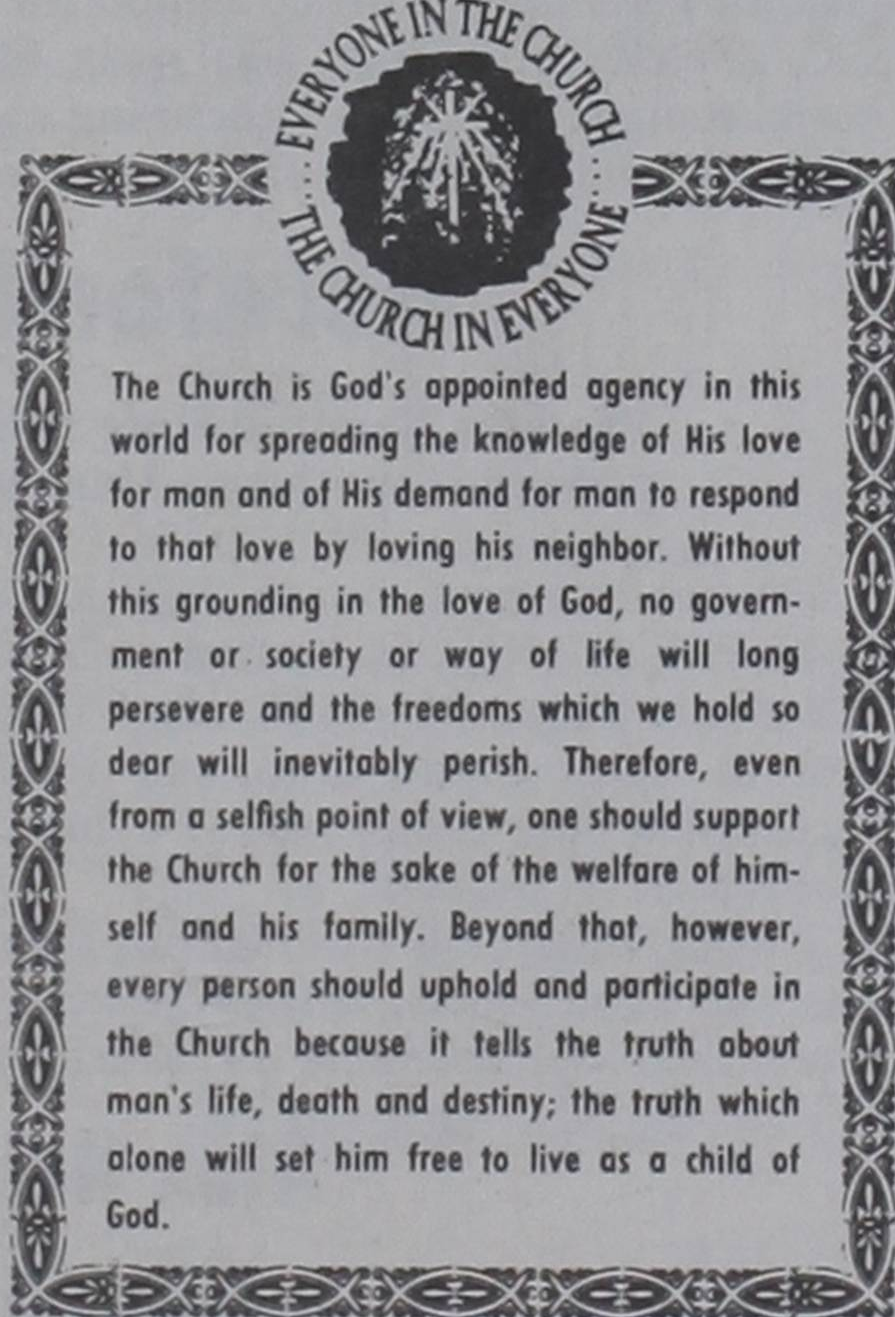 EVERYONE IN THE CHURCH ....
THE CHURCH IN EVERYONE ....
The Church is God's appointed agency in this
world for spreading the knowledge of His love
for man and of His demand for man to respond
to that love by loving his neighbor. Without
this grounding in the love of God, no govern-
ment or society or way of life will long
persevere and the freedoms which we hold so
dear will inevitably perish. Therefore, even
from a selfish point of view, one should support
the Church for the sake of the welfare of him-
self and his family. Beyond that, however,
every person should uphold and participate in
the Church because it tells the truth about
man's life, death and destiny; the truth which
alone will set him free to live as a child of
God.